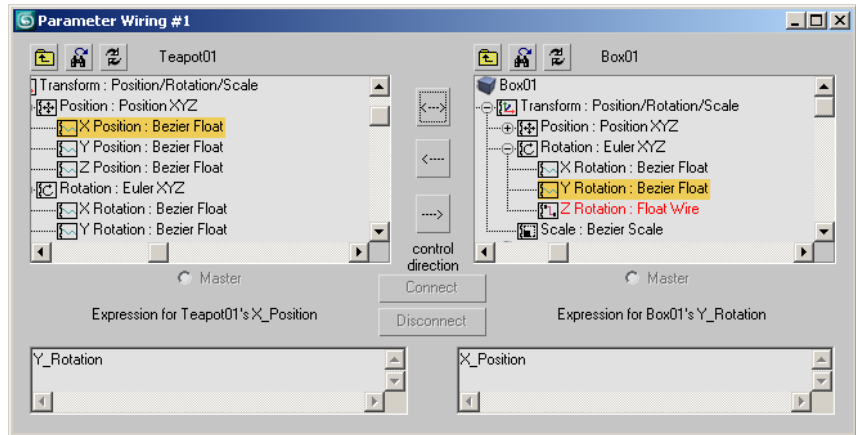 Parameter Wiring #1
Teapot01
Transform : Position/Rotation/Scale
Position : Position XYZ
X Position : Bezier Float
Y Position : Bezier Float
Z Position : Bezier Float
Rotation : Euler XYZ
X Rotation : Bezier Float
Y Rotation : Bezier Float
Master
Expression for Teapot01's X_Position
Y_Rotation
<--->
<----
---->
control
direction
Connect
Disconnect
Box01
Box01
Transform : Position/Rotation/Scale
Position : Position XYZ
Rotation : Euler XYZ
X Rotation : Bezier Float
Y Rotation : Bezier Float
Z Rotation : Float Wire
Scale : Bezier Scale
Master
Expression for Box01's Y_Rotation
X_Position